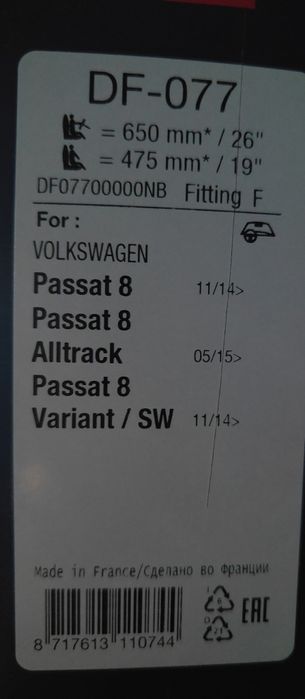 DF-077
= 650 mm* / 26"
= 475 mm* / 19"
DF07700000NB Fitting F
For :
VOLKSWAGEN
Passat 8 11/14>
Passat 8
Alltrack 05/15>
Passat 8
Variant / SW 11/14>
Made in France/Сделано во франции
8 717613 110744
EAC